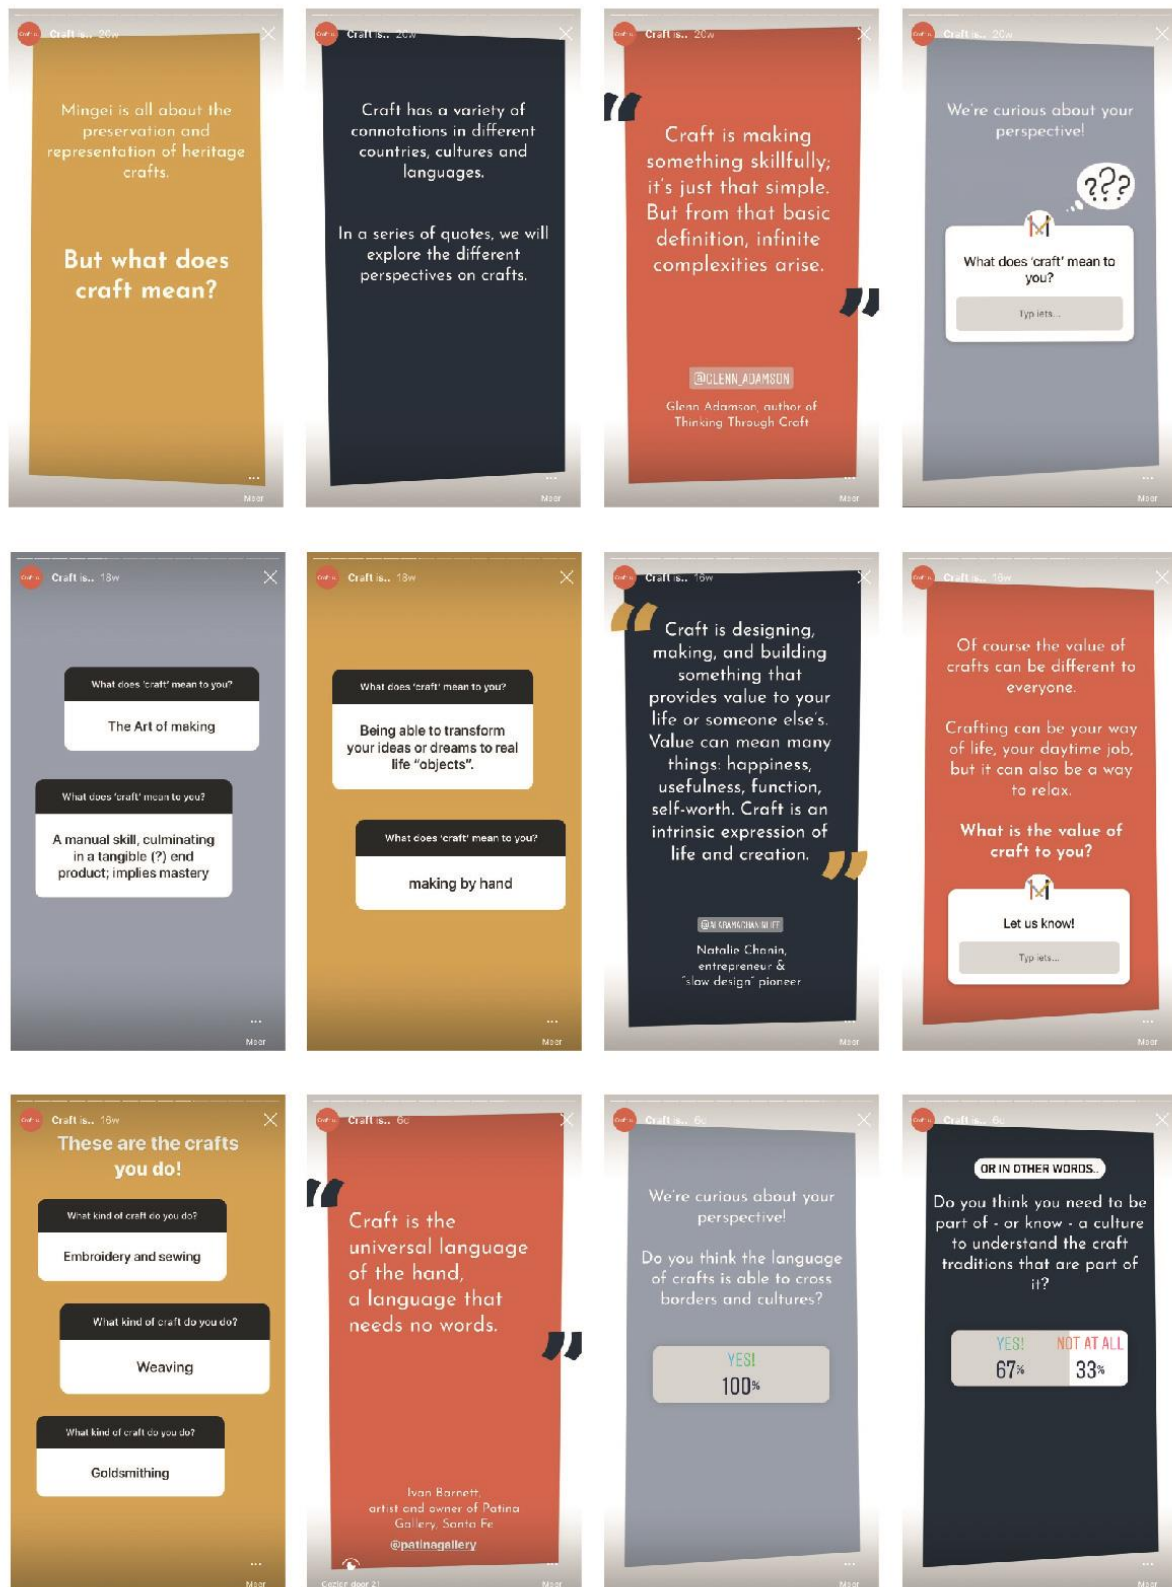 Craft is.. 20w
Mingei is all about the
preservation and
representation of heritage
crafts.
But what does
craft mean?
Meer
Craft is.. 20w
Craft has a variety of
connotations in different
countries, cultures and
languages.
In a series of quotes, we will
explore the different
perspectives on crafts.
Meer
Craft is.. 20w
“
Craft is making
something skillfully;
it's just that simple.
But from that basic
definition, infinite
complexities arise.
”
@GLENN_ADAMSON
Glenn Adamson, author of
Thinking Through Craft
Meer
Craft is.. 20w
We're curious about your
perspective!
???
What does 'craft' mean to
you?
Typ iets...
Meer
Craft is.. 18w
What does 'craft' mean to you?
The Art of making
What does 'craft' mean to you?
A manual skill, culminating
in a tangible (?) end
product; implies mastery
Meer
Craft is.. 18w
What does 'craft' mean to you?
Being able to transform
your ideas or dreams to real
life “objects”.
What does 'craft' mean to you?
making by hand
Meer
Craft is.. 16w
“
Craft is designing,
making, and building
something that
provides value to your
life or someone else's.
Value can mean many
things: happiness,
usefulness, function,
self-worth. Craft is an
intrinsic expression of
life and creation.
”
Natalie Chanin,
entrepreneur &
“slow design” pioneer
Meer
Craft is.. 16w
Of course the value of
crafts can be different to
everyone.
Crafting can be your way
of life, your daytime job,
but it can also be a way
to relax.
What is the value of
craft to you?
Let us know!
Typ iets...
Meer
Craft is.. 16w
These are the crafts
you do!
What kind of craft do you do?
Embroidery and sewing
What kind of craft do you do?
Weaving
What kind of craft do you do?
Goldsmithing
Meer
Craft is.. 6d
“
Craft is the
universal language
of the hand,
a language that
needs no words.
”
Ivan Barnett,
artist and owner of Patina
Gallery, Santa Fe
@patinagallery
Gezien door 21
Meer
Craft is.. 6d
We're curious about your
perspective!
Do you think the language
of crafts is able to cross
borders and cultures?
YES!
100%
Meer
Craft is.. 6d
OR IN OTHER WORDS..
Do you think you need to be
part of - or know - a culture
to understand the craft
traditions that are part of
it?
YES! NOT AT ALL
67% 33%
Meer